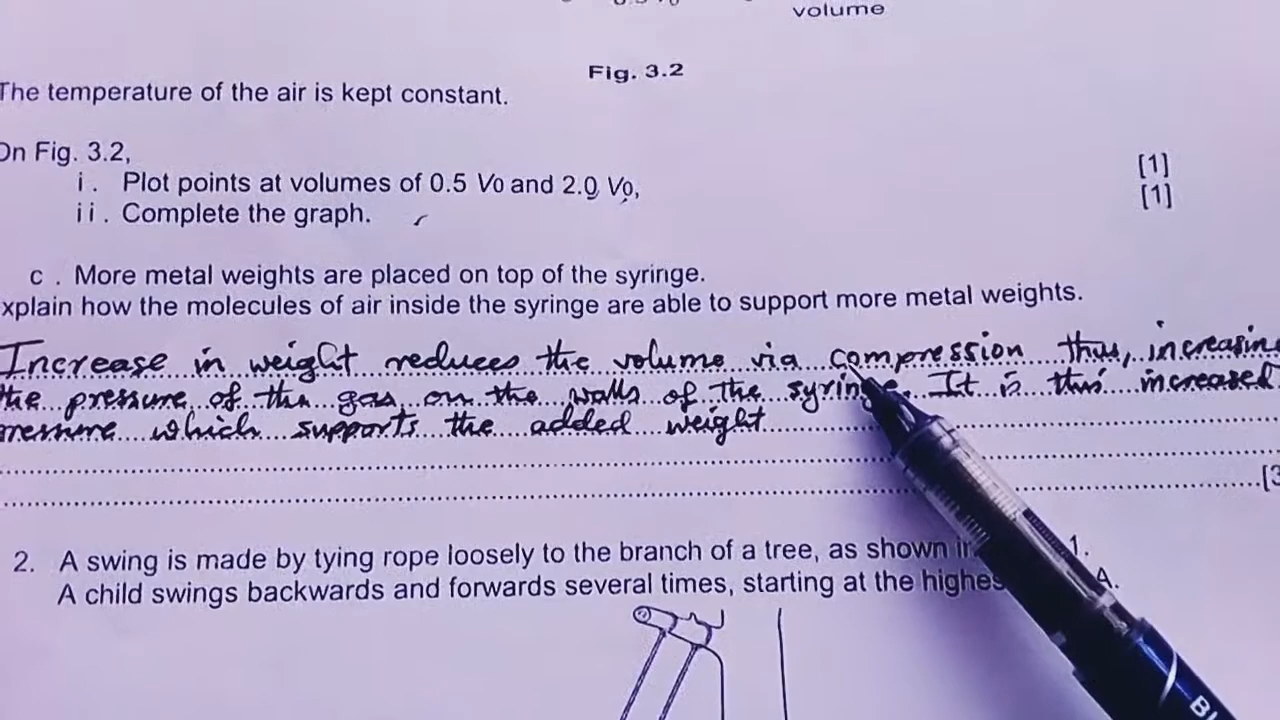 volume
Fig. 3.2
The temperature of the air is kept constant.
On Fig. 3.2,
i. Plot points at volumes of 0.5 V0 and 2.0 V0, [1]
ii. Complete the graph. [1]
c. More metal weights are placed on top of the syringe.
xplain how the molecules of air inside the syringe are able to support more metal weights.
Increase in weight reduces the volume via compression thus, increasin
the pressure of the gas on the walls of the syringe. It is this increased
ressure which supports the added weight
[3
2. A swing is made by tying rope loosely to the branch of a tree, as shown in 1.
A child swings backwards and forwards several times, starting at the highes A.